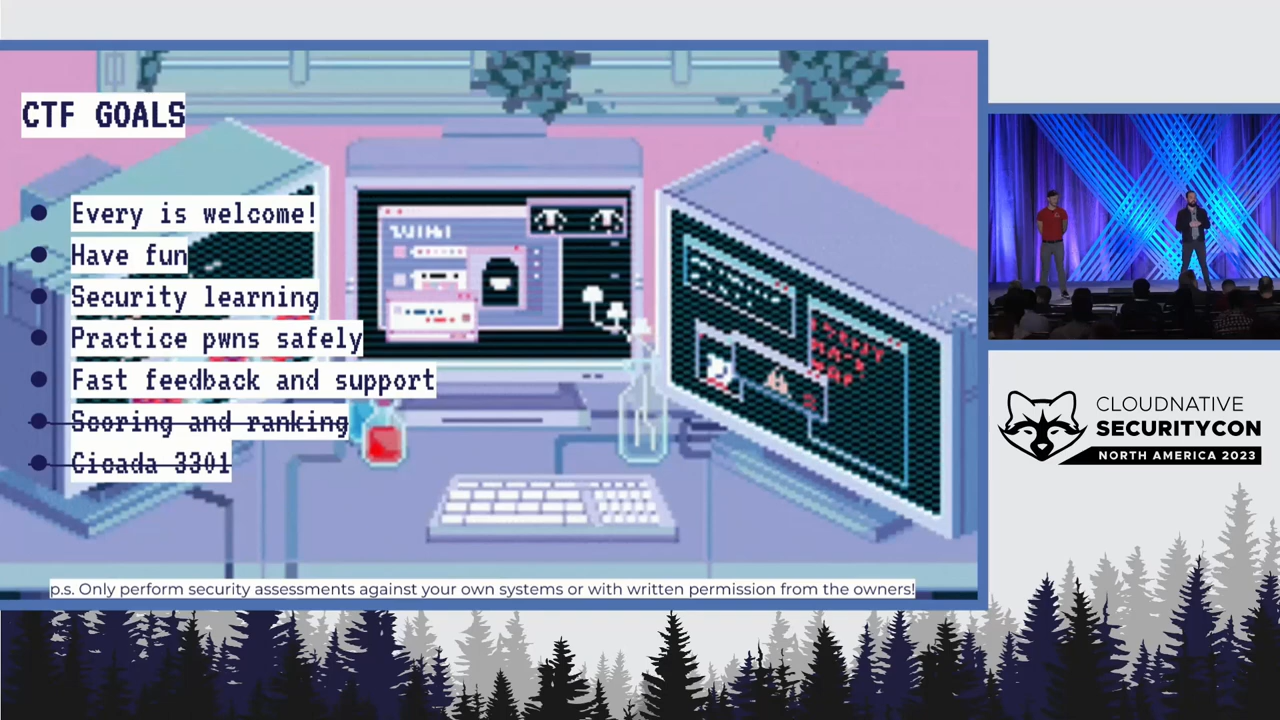 CTF GOALS
Every is welcome!
Have fun
Security learning
Practice pwns safely
Fast feedback and support
Scoring and ranking
Cicada 3301
p.s. Only perform security assessments against your own systems or with written permission from the owners!
CLOUDNATIVE
SECURITYCON
NORTH AMERICA 2023